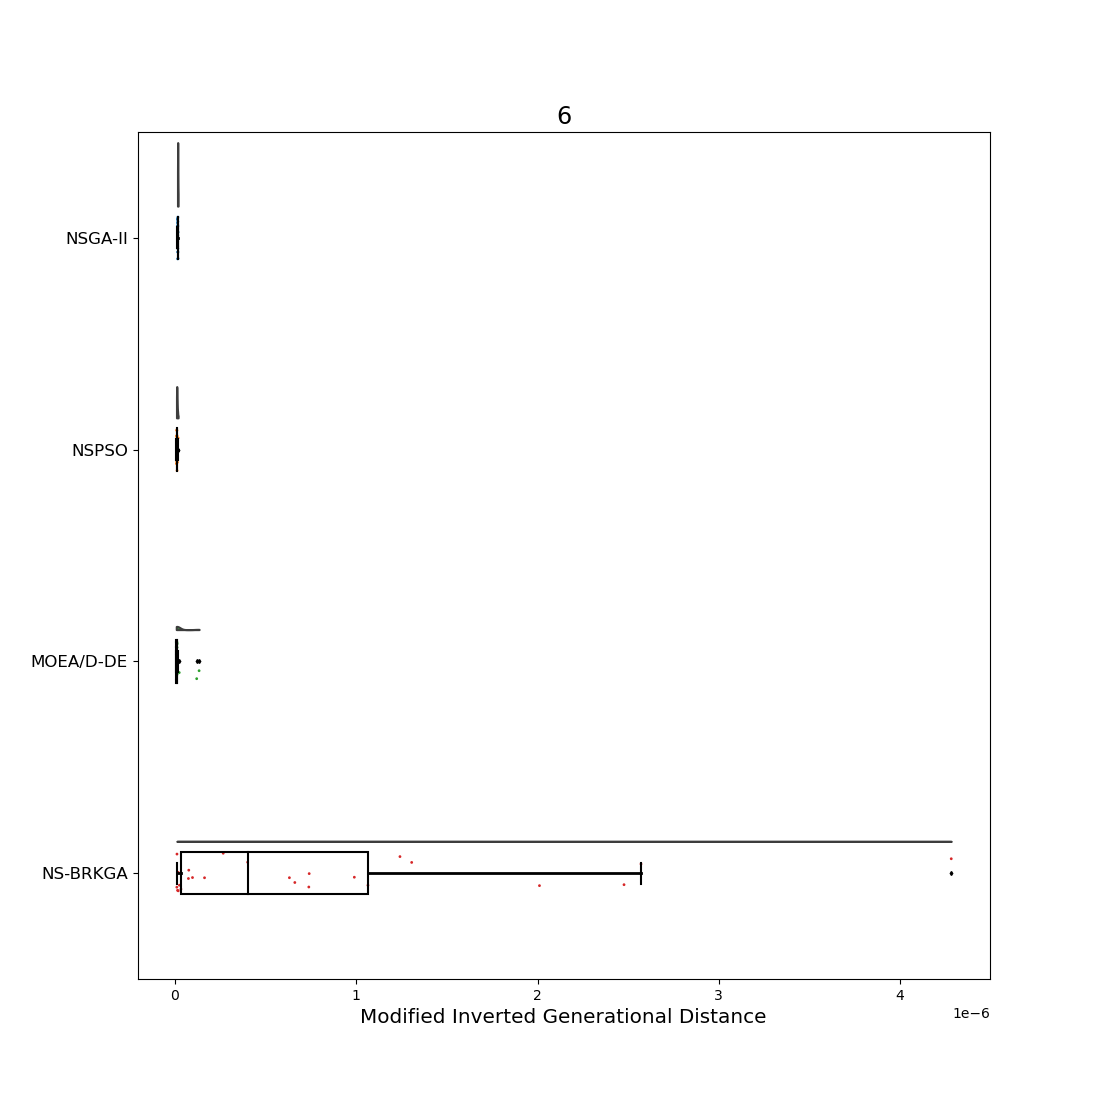 6
NSGA-II
NSPSO
MOEA/D-DE
NS-BRKGA
0 1 2 3 4
1e−6
Modified Inverted Generational Distance